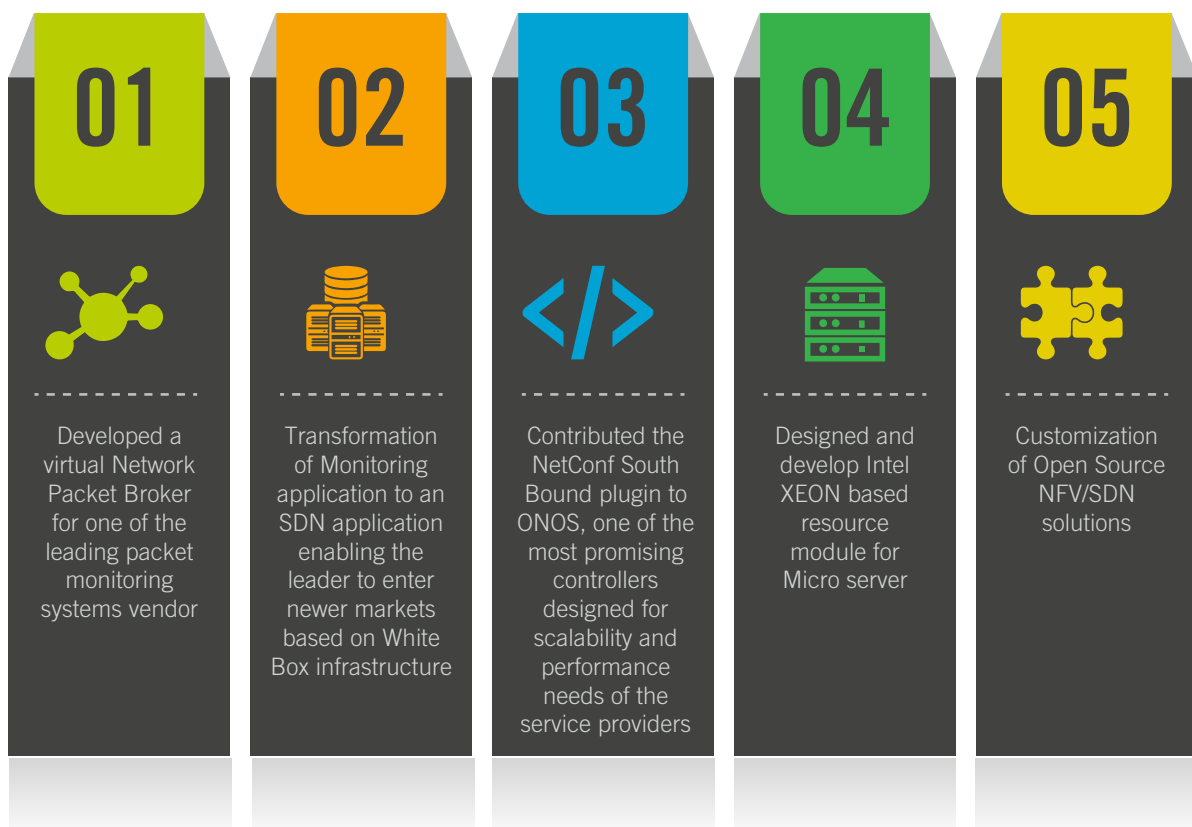 01
Developed a
virtual Network
Packet Broker
for one of the
leading packet
monitoring
systems vendor
02
Transformation
of Monitoring
application to an
SDN application
enabling the
leader to enter
newer markets
based on White
Box infrastructure
03
Contributed the
NetConf South
Bound plugin to
ONOS, one of the
most promising
controllers
designed for
scalability and
performance
needs of the
service providers
04
Designed and
develop Intel
XEON based
resource
module for
Micro server
05
Customization
of Open Source
NFV/SDN
solutions